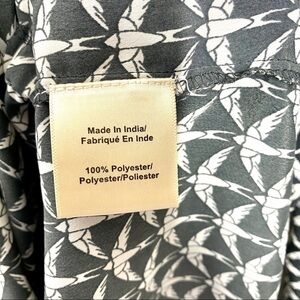 Made In India/
Fabriqué En Inde
100% Polyester/
Polyester/Poliester